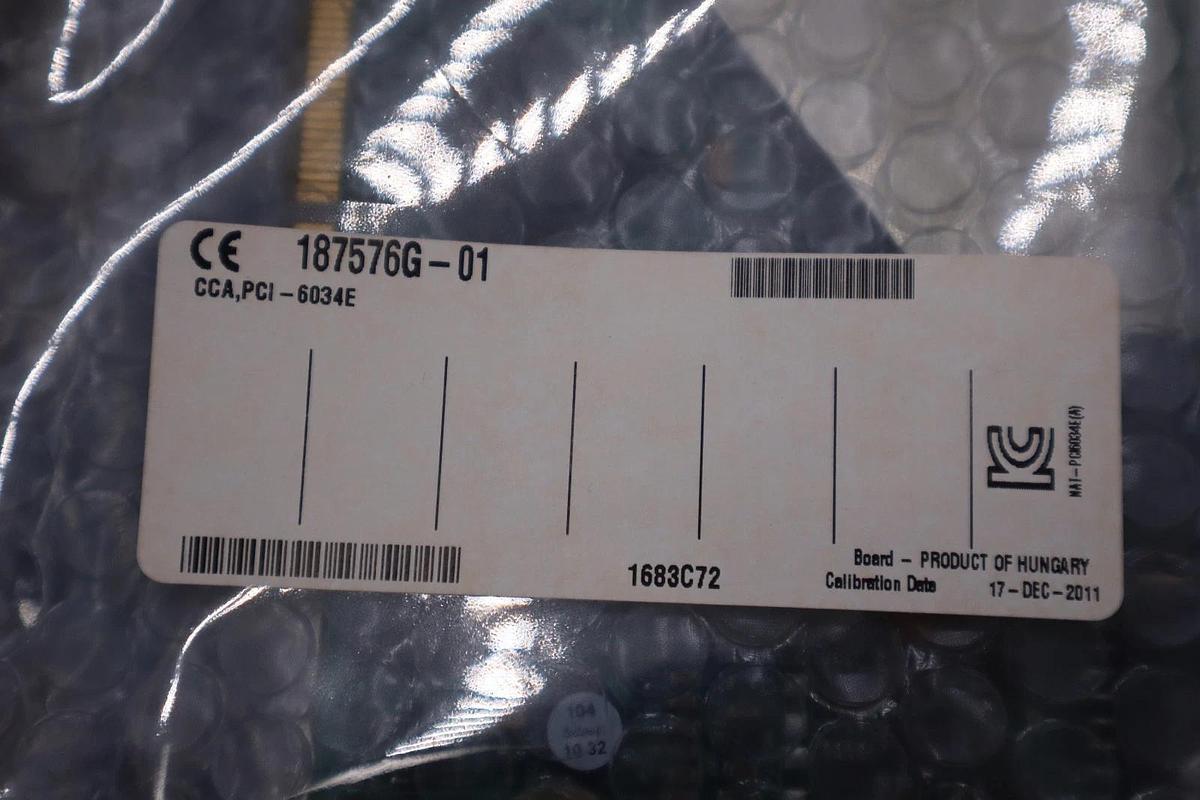 CE 187576G-01
CCA,PCI-6034E
NAI-PCI6034E(A)
1683C72
Board - PRODUCT OF HUNGARY
Calibration Date 17-DEC-2011
104
10 32